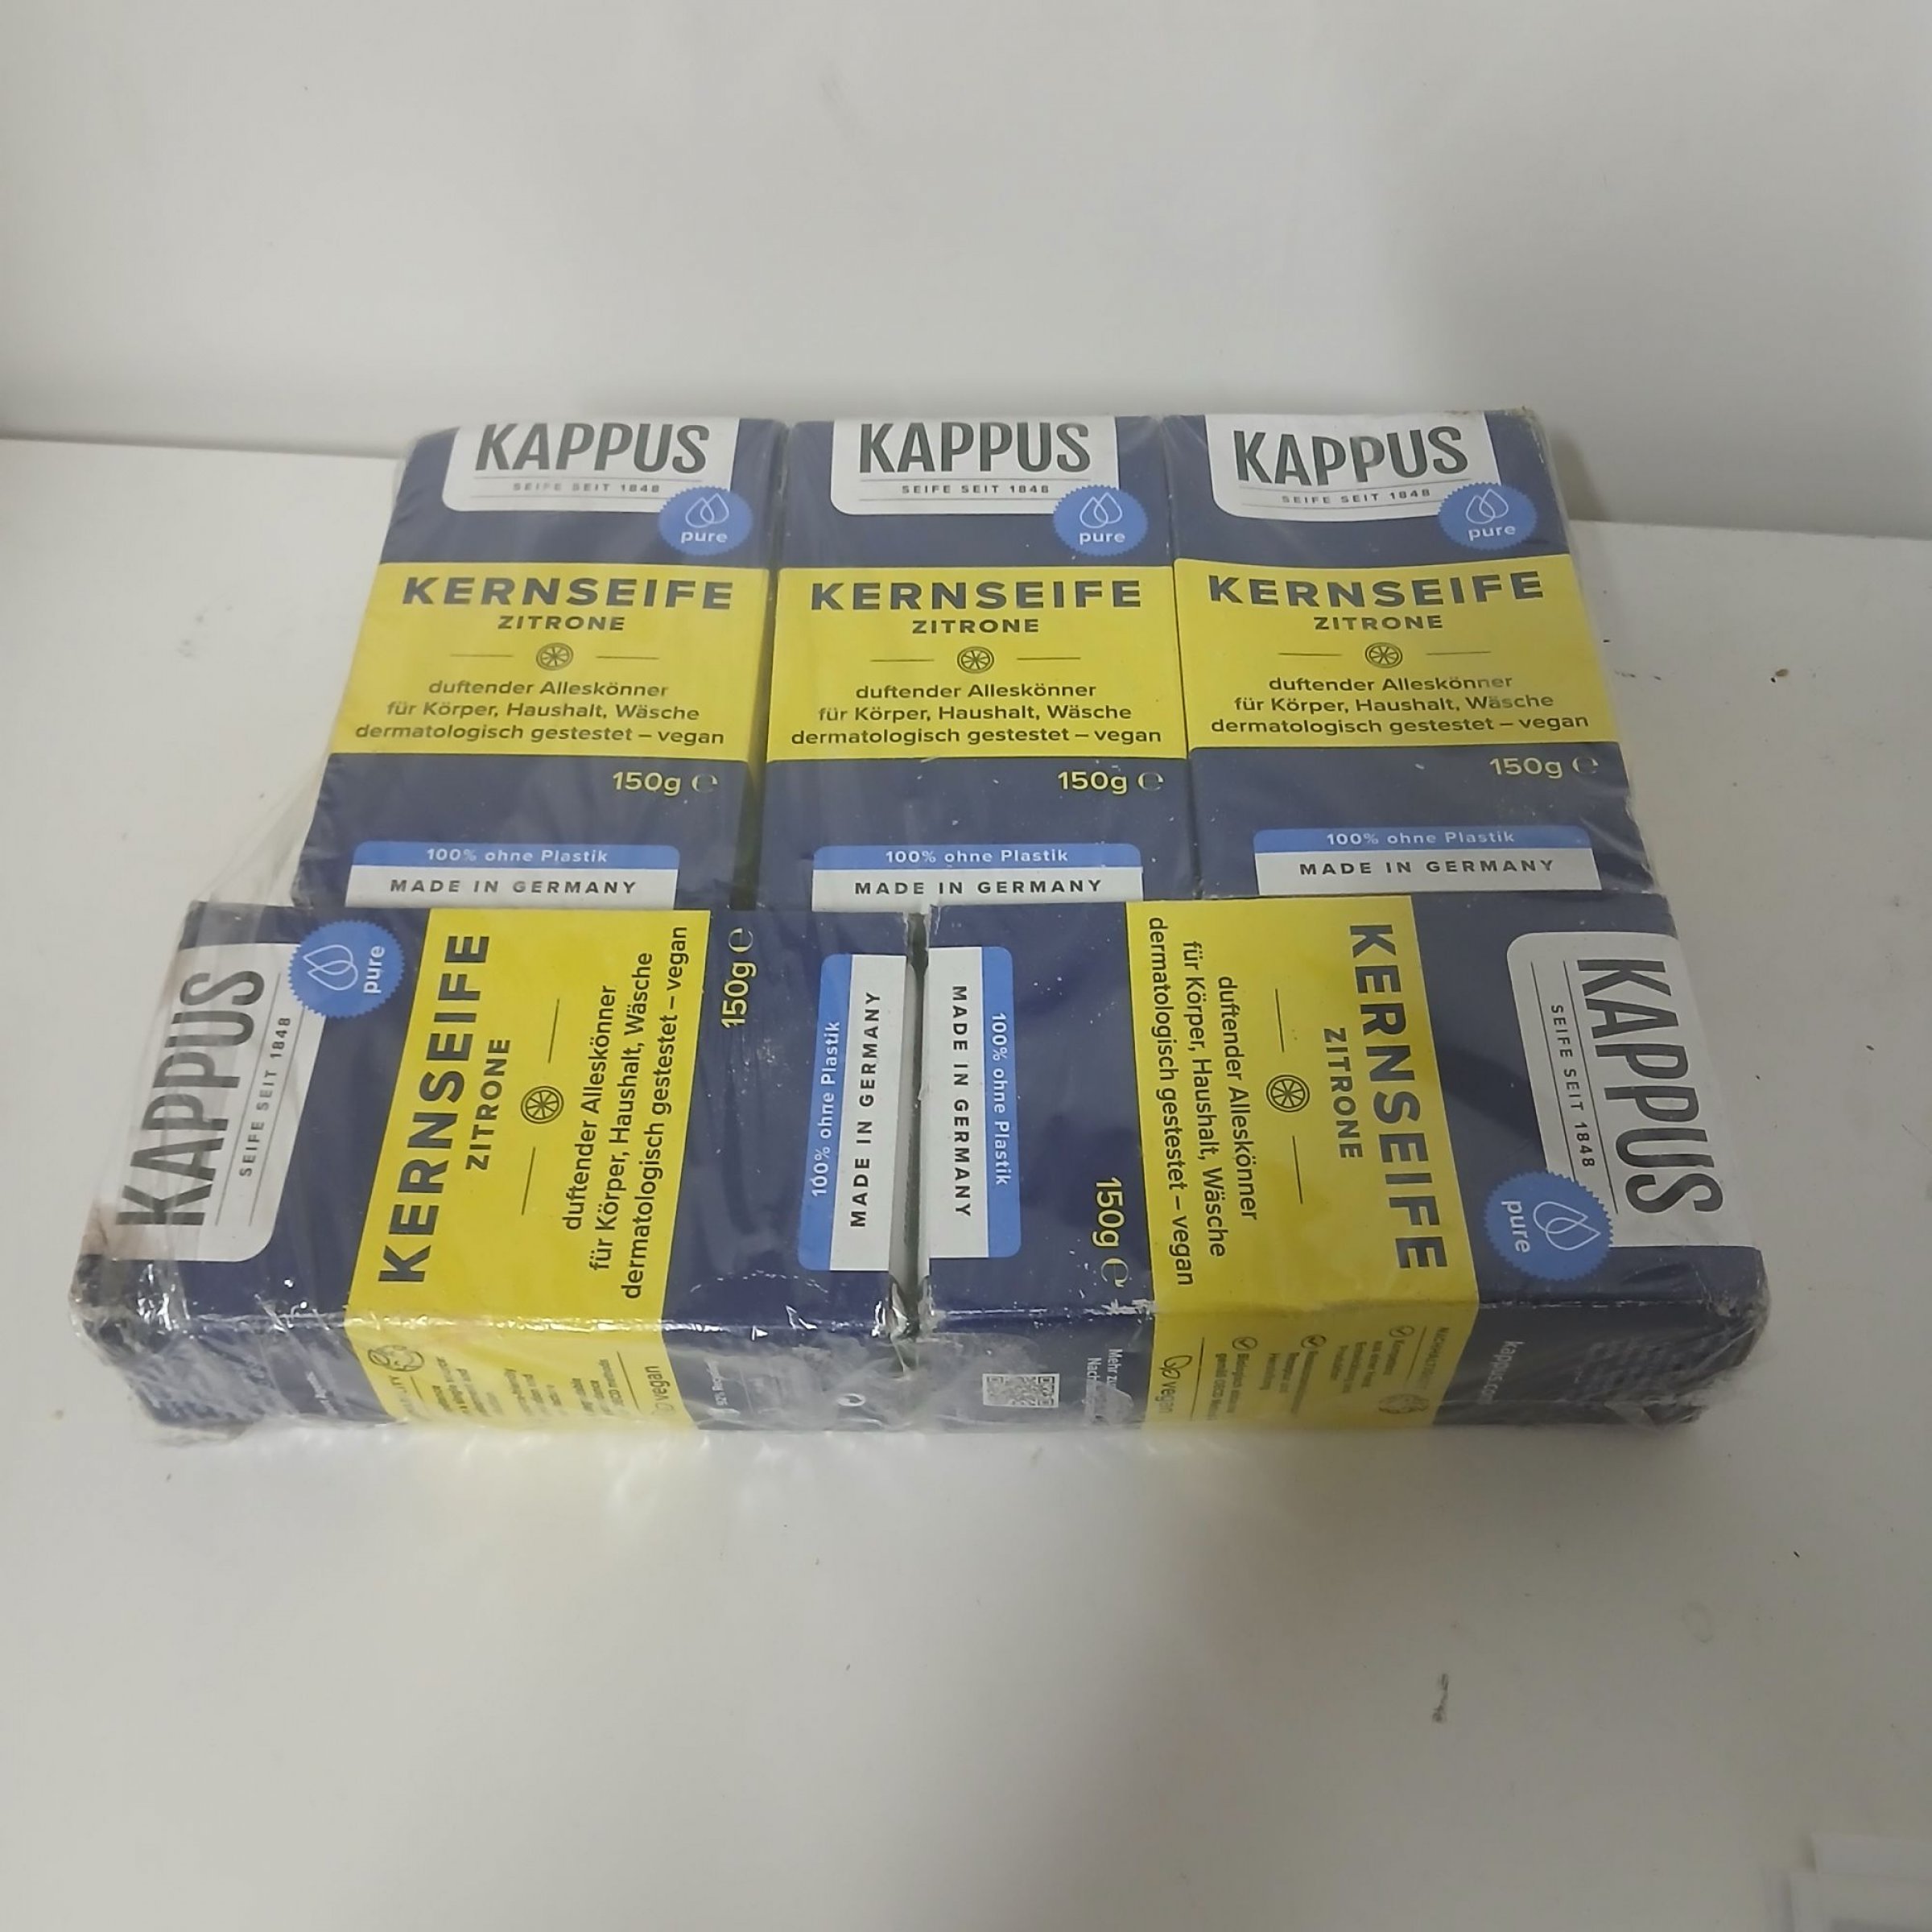 KAPPUS
SEIFE SEIT 1848
pure
KERNSEIFE
ZITRONE
duftender Alleskönner
für Körper, Haushalt, Wäsche
dermatologisch gestestet – vegan
150g ℮
100% ohne Plastik
MADE IN GERMANY
KAPPUS
SEIFE SEIT 1848
pure
KERNSEIFE
ZITRONE
duftender Alleskönner
für Körper, Haushalt, Wäsche
dermatologisch gestestet – vegan
150g ℮
100% ohne Plastik
MADE IN GERMANY
KAPPUS
SEIFE SEIT 1848
pure
KERNSEIFE
ZITRONE
duftender Alleskönner
für Körper, Haushalt, Wäsche
dermatologisch gestestet – vegan
150g ℮
100% ohne Plastik
MADE IN GERMANY
KAPPUS
SEIFE SEIT 1848
pure
KERNSEIFE
ZITRONE
duftender Alleskönner
für Körper, Haushalt, Wäsche
dermatologisch gestestet – vegan
150g ℮
100% ohne Plastik
MADE IN GERMANY
KAPPUS
SEIFE SEIT 1848
pure
KERNSEIFE
ZITRONE
duftender Alleskönner
für Körper, Haushalt, Wäsche
dermatologisch gestestet – vegan
150g ℮
100% ohne Plastik
MADE IN GERMANY
vegan
Mehr zu
vegan